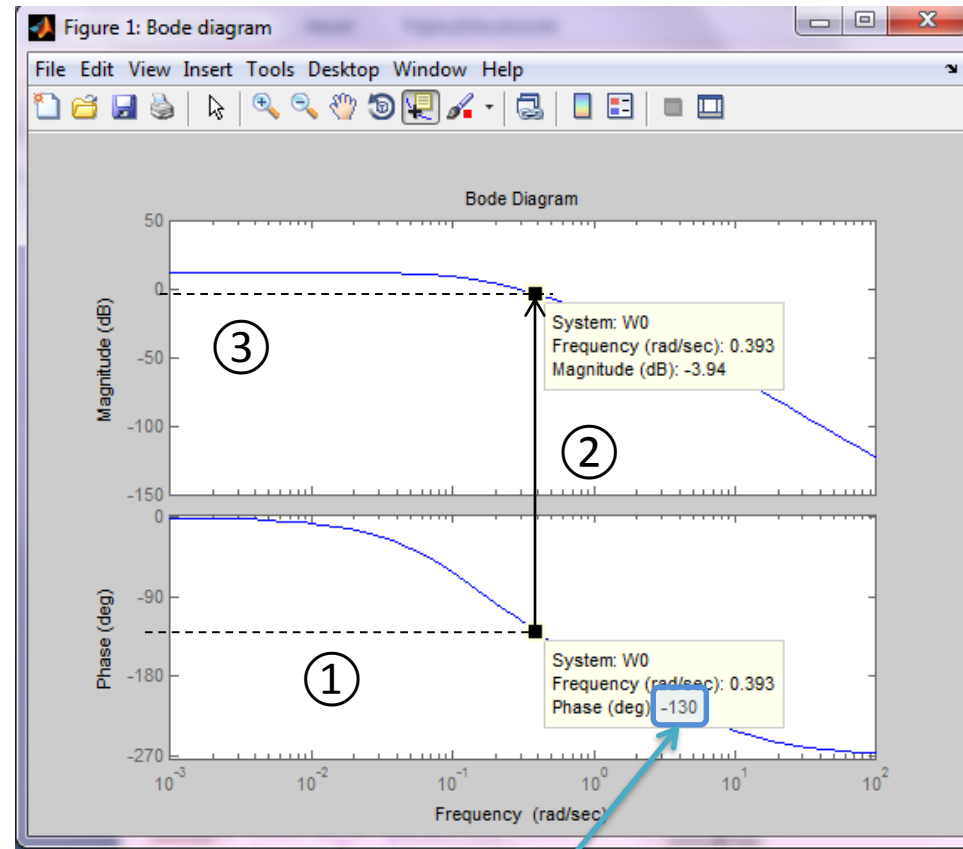 Figure 1: Bode diagram
File Edit View Insert Tools Desktop Window Help
Bode Diagram
Magnitude (dB)
50
0
-50
-100
-150
③
②
System: W0
Frequency (rad/sec): 0.393
Magnitude (dB): -3.94
Phase (deg)
0
-90
-180
-270
①
System: W0
Frequency (rad/sec): 0.393
Phase (deg) -130
10^-3 10^-2 10^-1 10^0 10^1 10^2
Frequency (rad/sec)